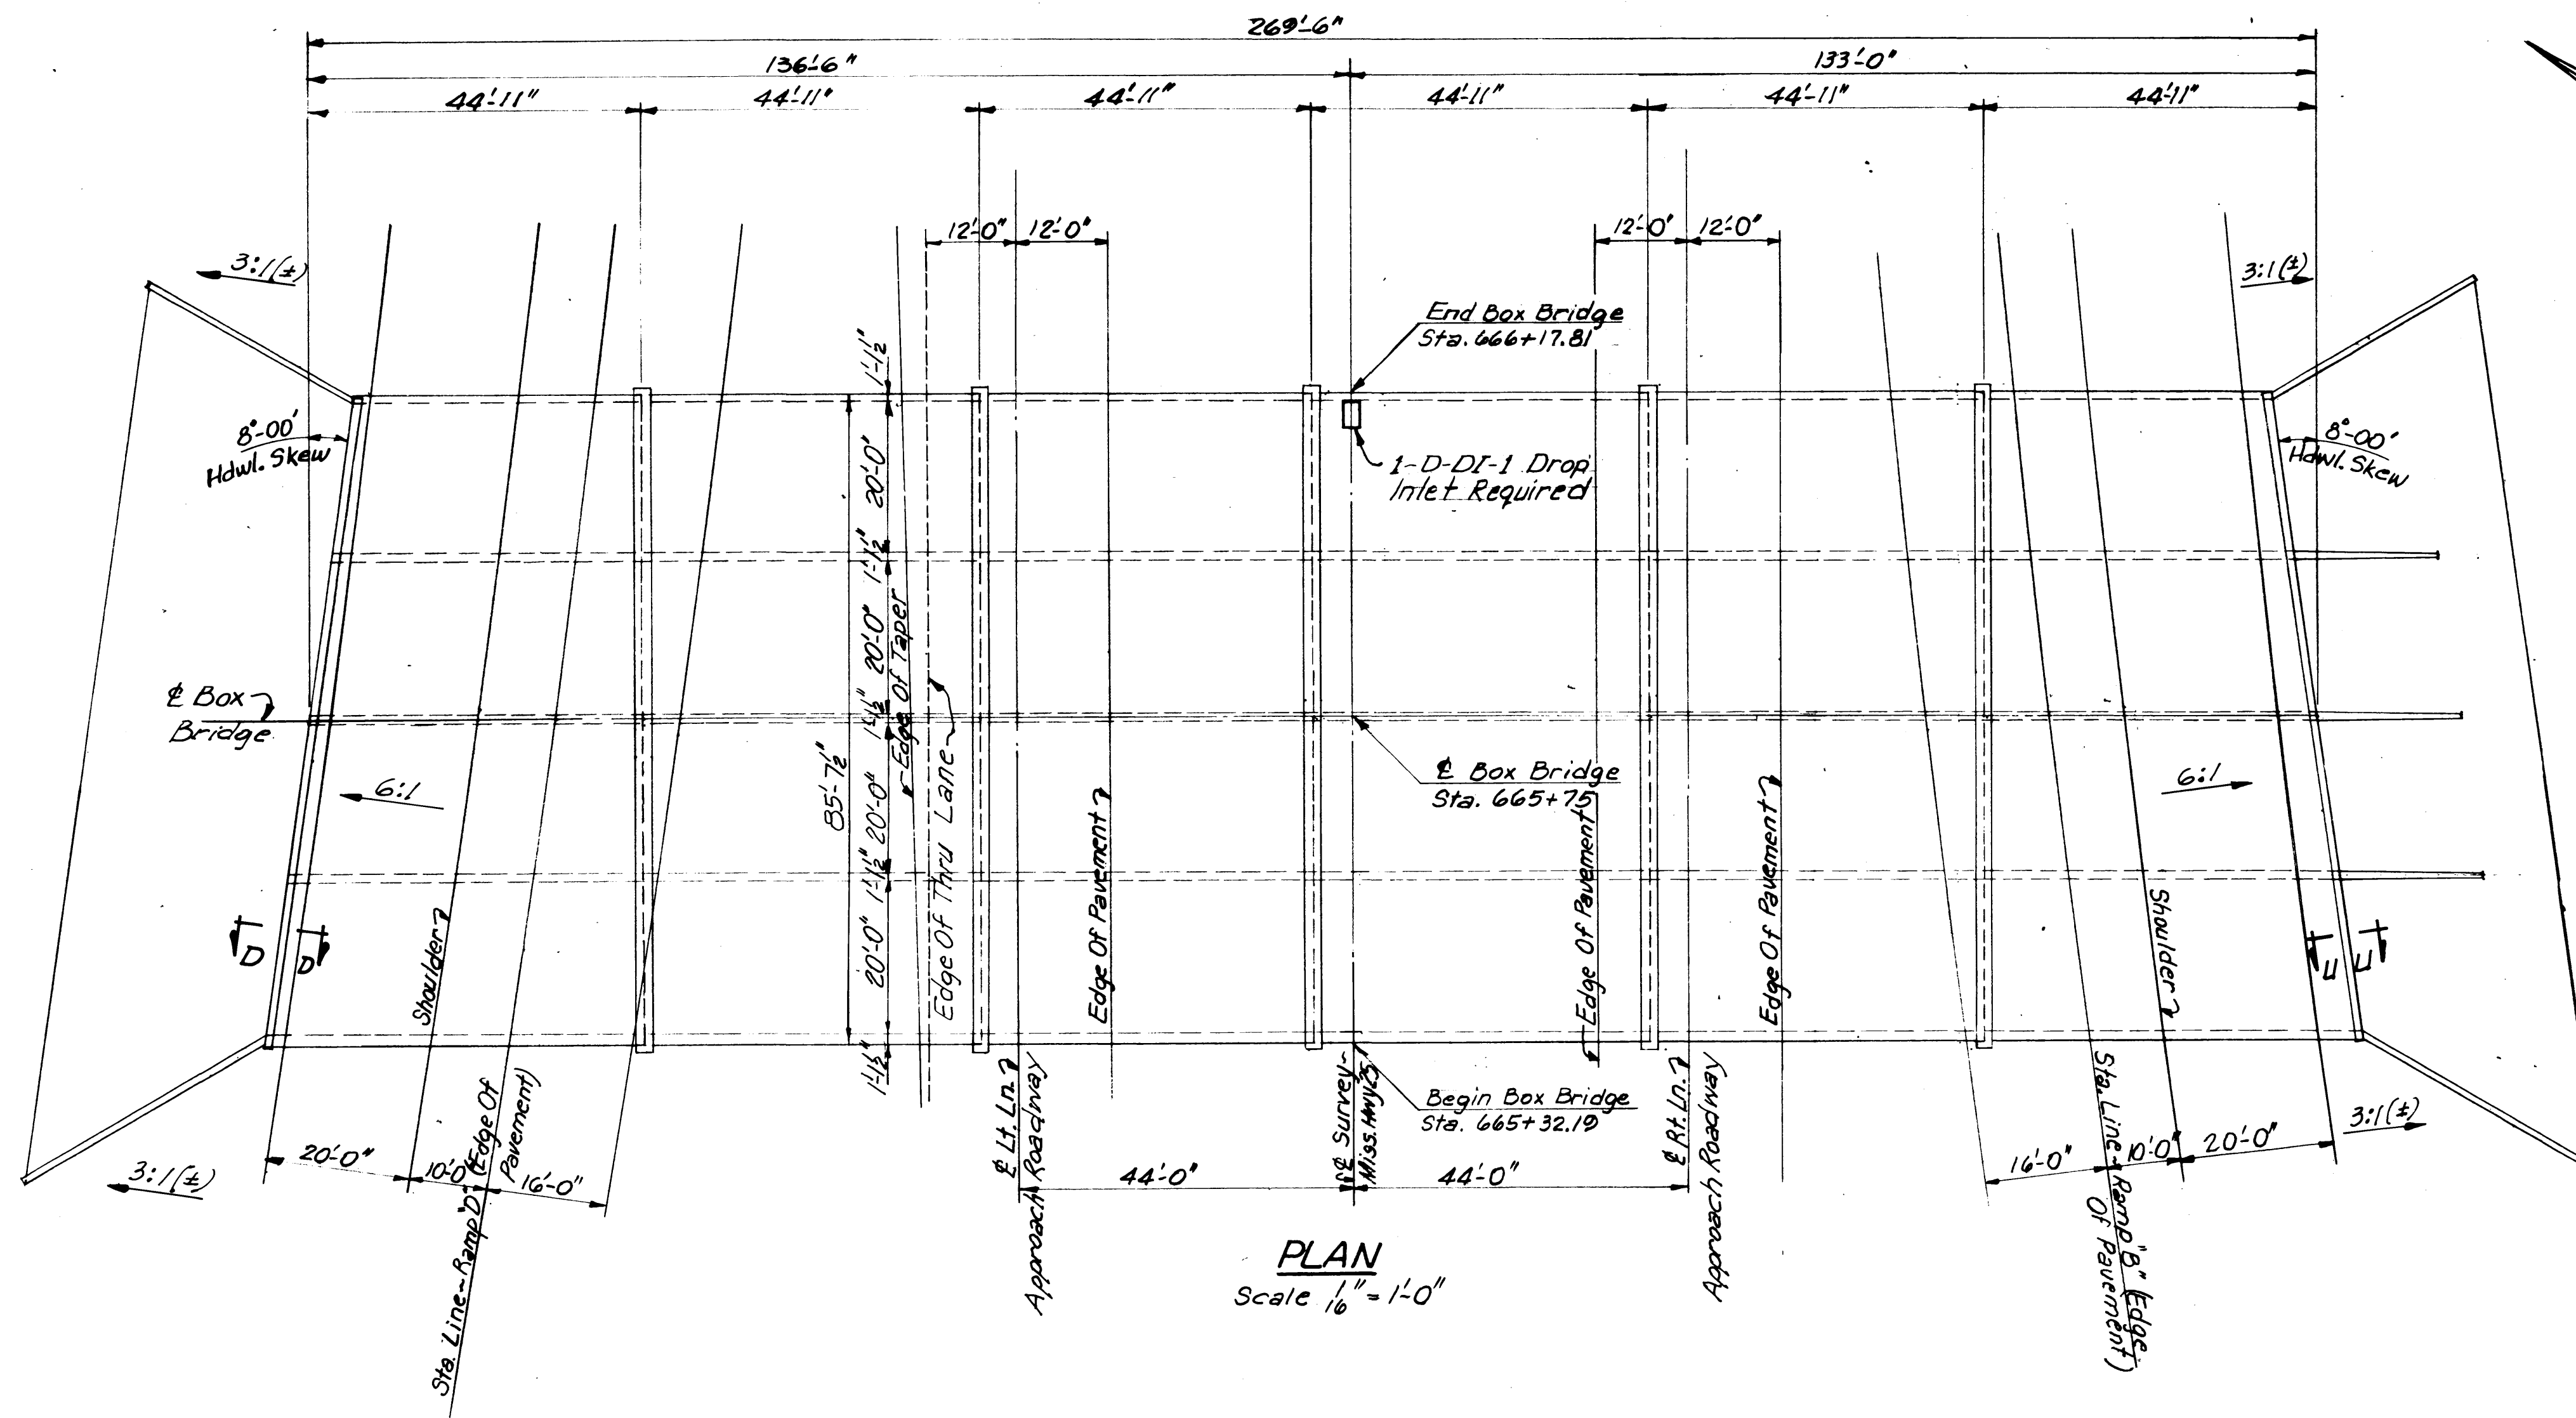 269'-6"
136'-6"
133'-0"
44'-11"
44'-11"
44'-11"
44'-11"
44'-11"
44'-11"
12'-0"
12'-0"
12'-0"
12'-0"
3:1(±)
3:1(±)
End Box Bridge
Sta. 666+17.81
8°-00'
Hdwl. Skew
8°-00'
Hdwl. Skew
1-D-DI-1 Drop
Inlet Required
1'-1½"
20'-0"
1'-1½"
20'-0"
1'-1½"
20'-0"
1'-1½"
20'-0"
1'-1½"
85'-7½"
Edge Of Taper
Edge Of Thru Lane
℄ Box
Bridge
6:1
℄ Box Bridge
Sta. 665+75
6:1
Edge Of Pavement
Edge Of Pavement
Edge Of Pavement
Shoulder
Shoulder
D
D
U
U
Begin Box Bridge
Sta. 665+32.19
℄ Lt. Ln.
Approach Roadway
℄ Survey
Miss. Hwy 25
℄ Rt. Ln.
Approach Roadway
20'-0"
10'-0"
16'-0"
3:1(±)
44'-0"
44'-0"
16'-0"
10'-0"
20'-0"
3:1(±)
Sta. Line-Ramp "D" (Edge Of
Pavement)
Sta. Line-Ramp "B" (Edge
Of Pavement)
PLAN
Scale 1/16" = 1'-0"